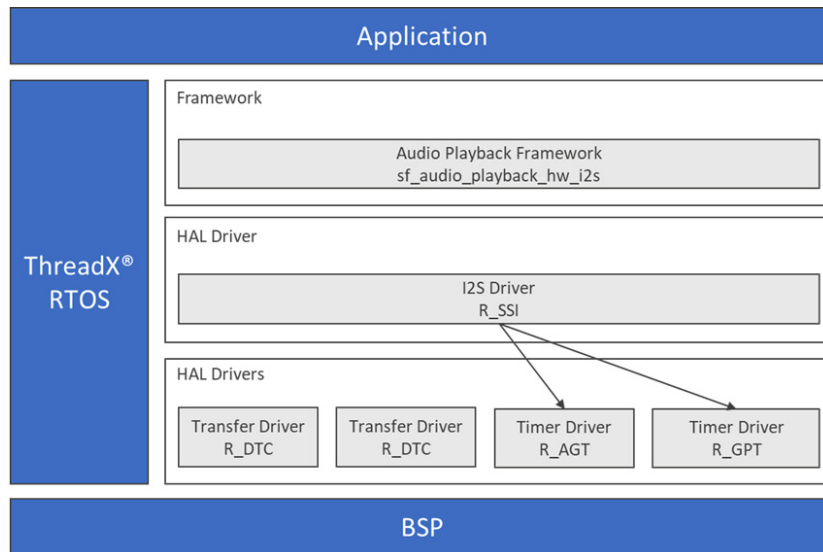 Application
ThreadX®
RTOS
Framework
Audio Playback Framework
sf_audio_playback_hw_i2s
HAL Driver
I2S Driver
R_SSI
HAL Drivers
Transfer Driver
R_DTC
Transfer Driver
R_DTC
Timer Driver
R_AGT
Timer Driver
R_GPT
BSP